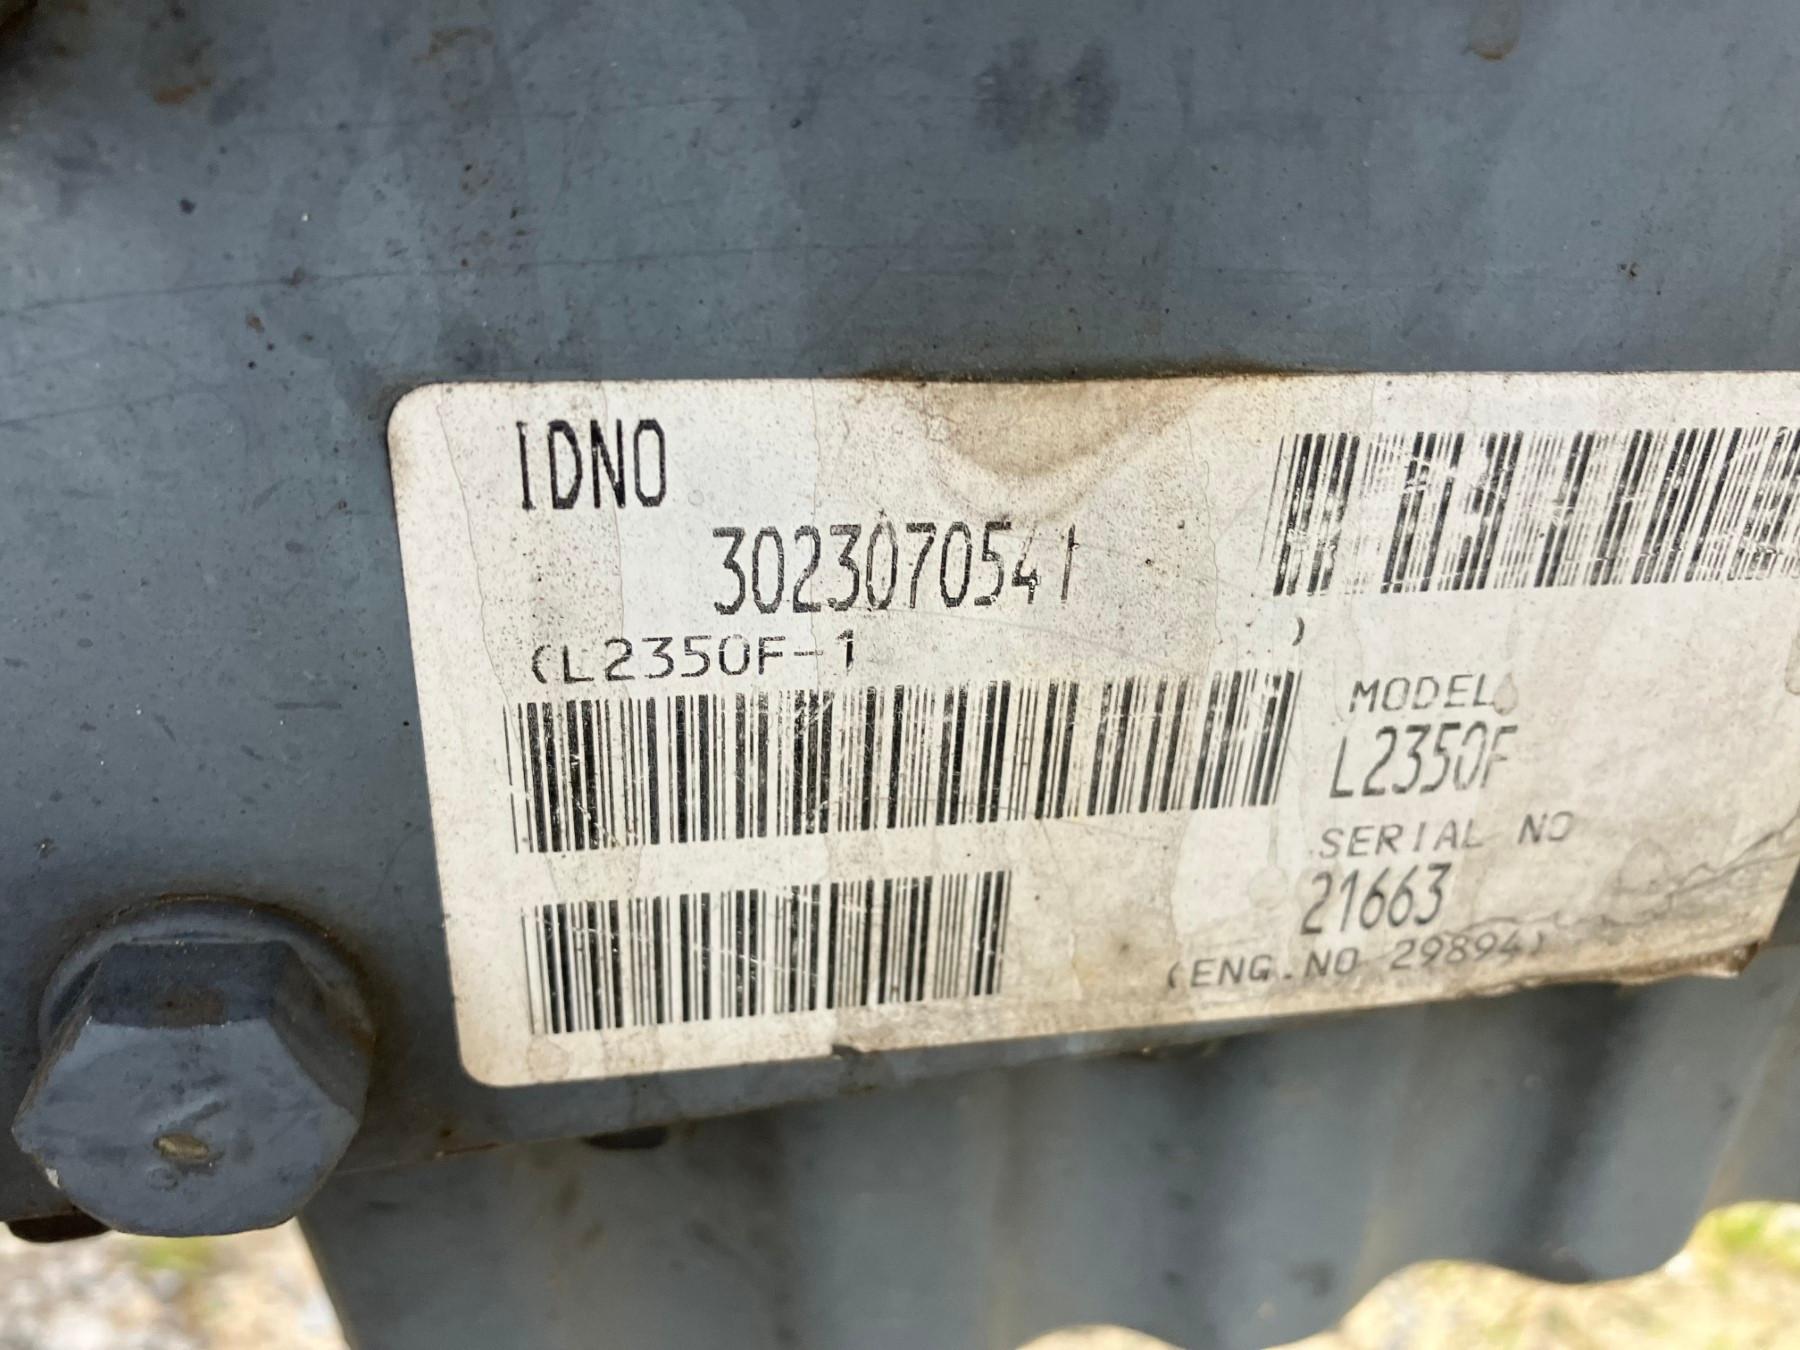 IDNO
3023070541
(L2350F-1 )
MODEL
L2350F
SERIAL NO
21663
(ENG.NO 29894)